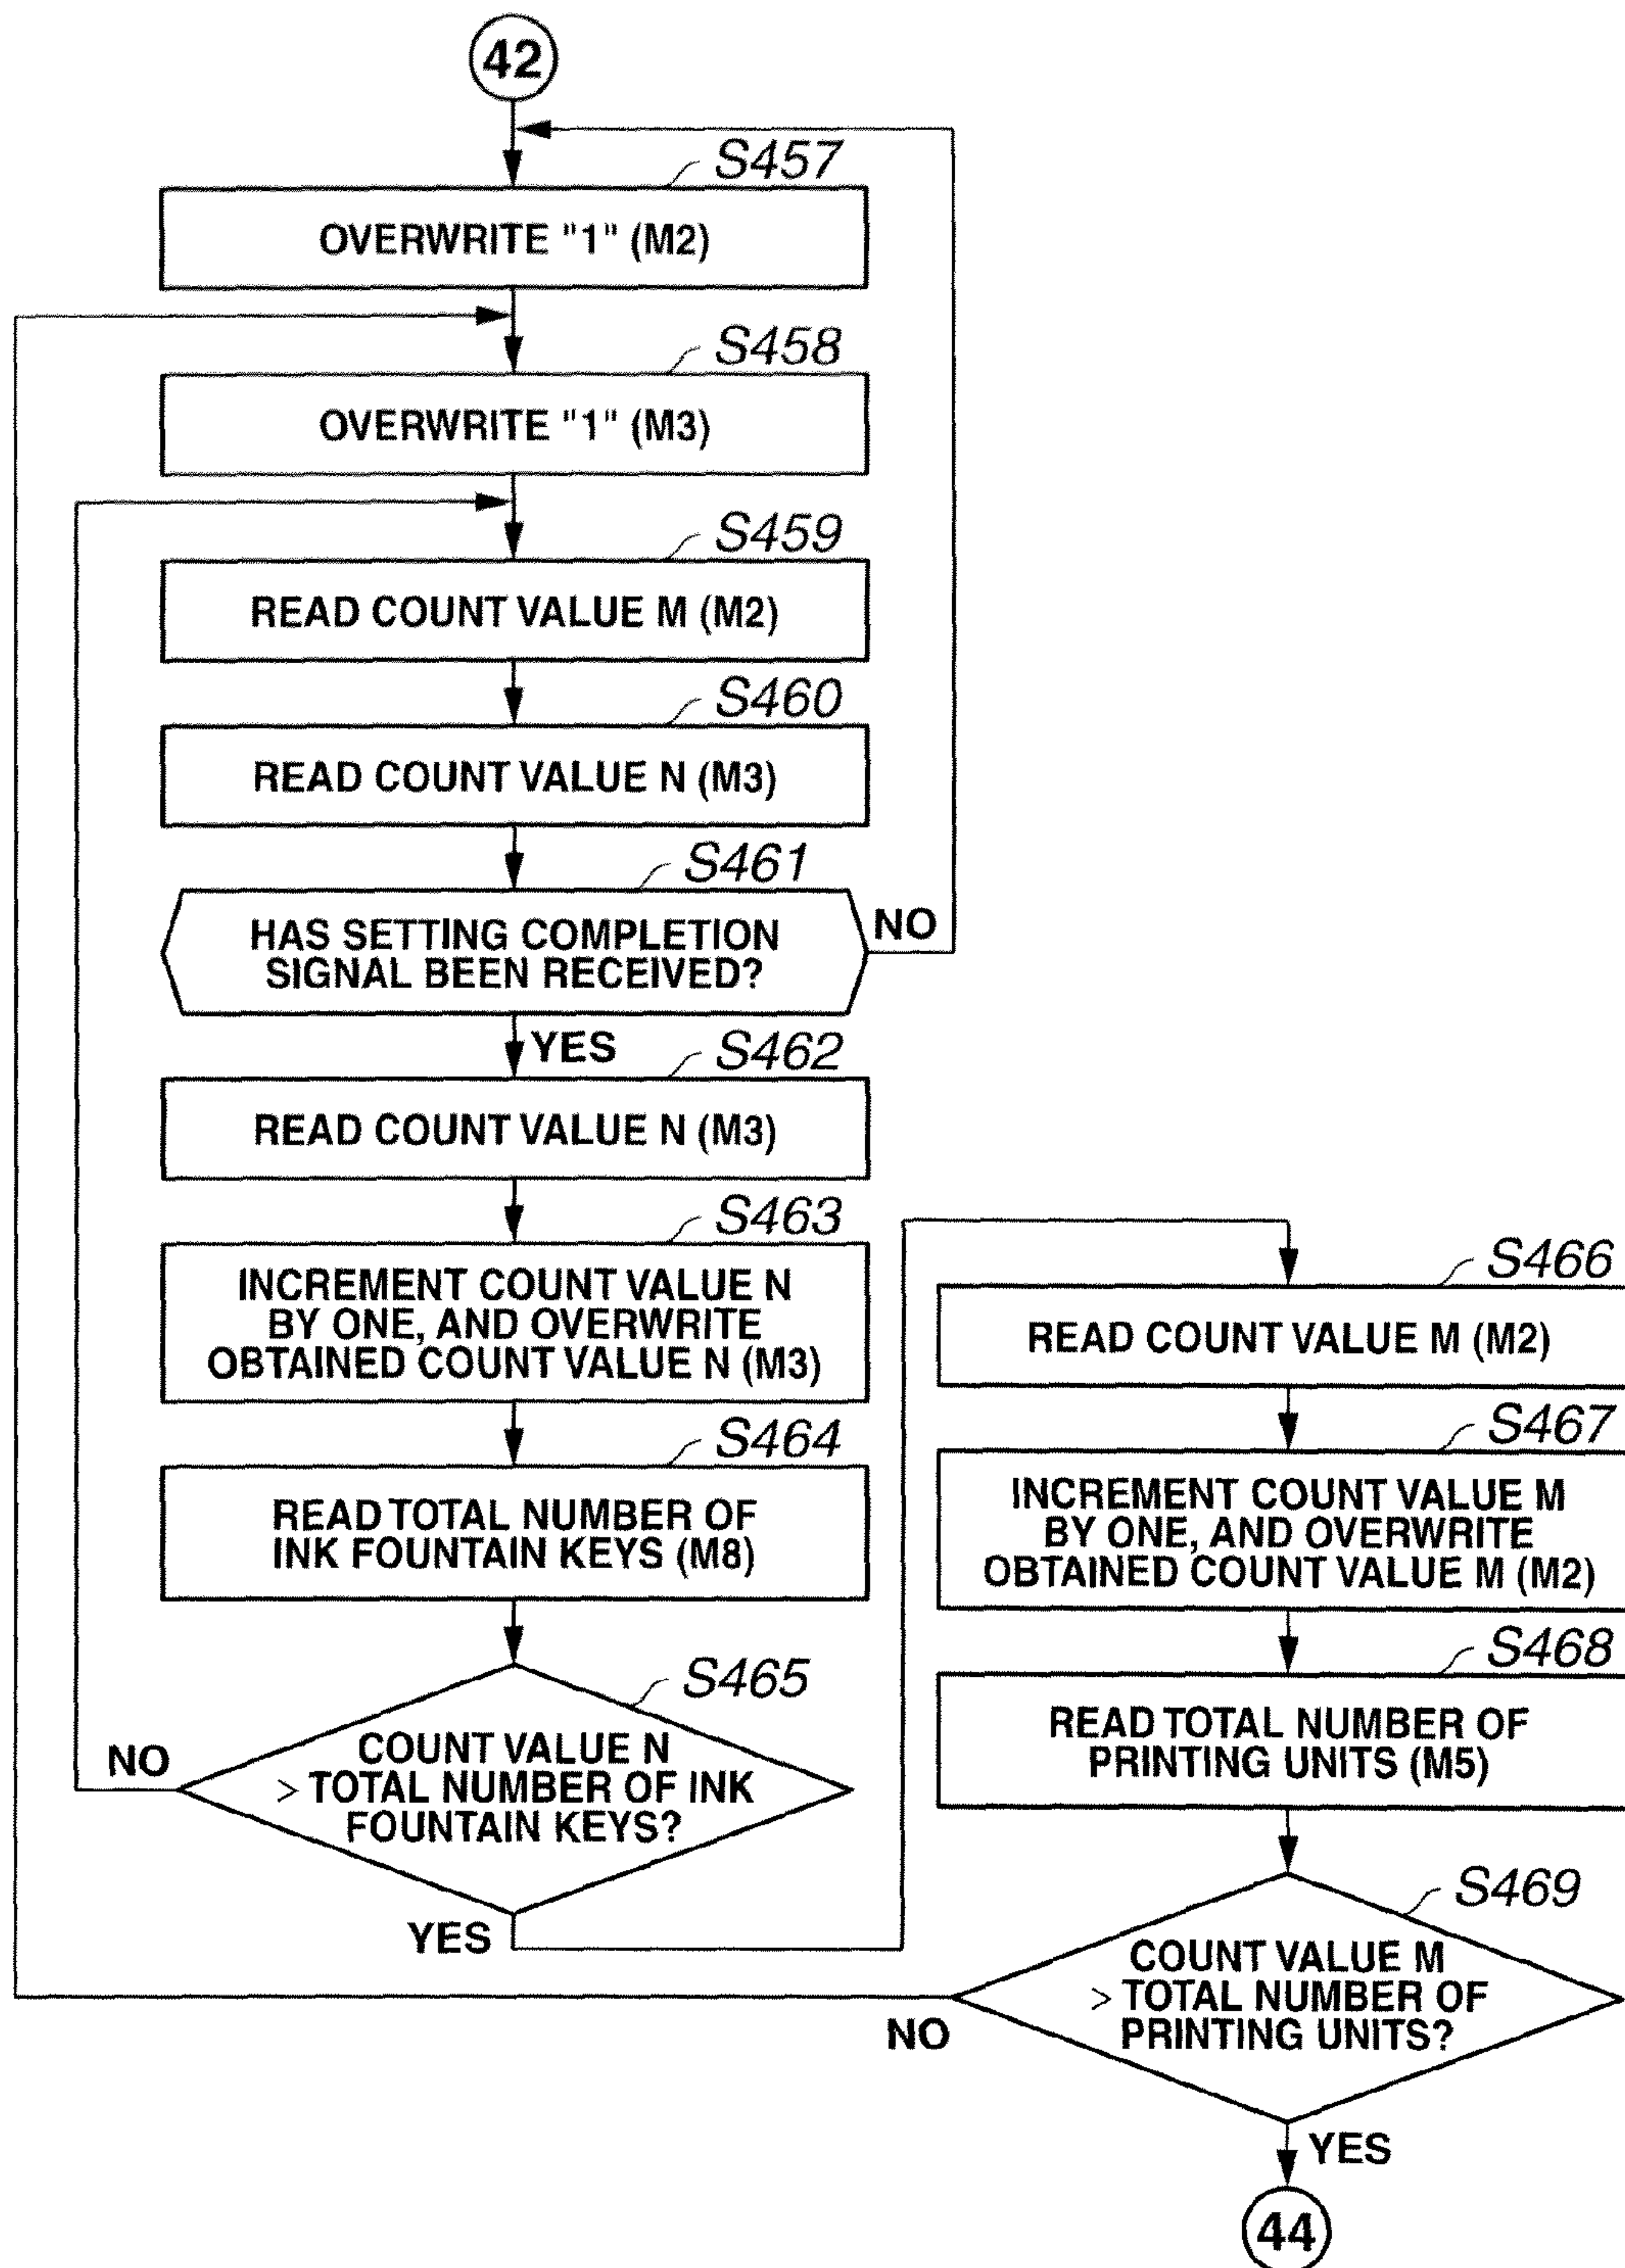 42
S457
OVERWRITE "1" (M2)
S458
OVERWRITE "1" (M3)
S459
READ COUNT VALUE M (M2)
S460
READ COUNT VALUE N (M3)
S461
HAS SETTING COMPLETION
SIGNAL BEEN RECEIVED?
NO
YES
S462
READ COUNT VALUE N (M3)
S463
INCREMENT COUNT VALUE N
BY ONE, AND OVERWRITE
OBTAINED COUNT VALUE N (M3)
S464
READ TOTAL NUMBER OF
INK FOUNTAIN KEYS (M8)
S465
COUNT VALUE N
> TOTAL NUMBER OF INK
FOUNTAIN KEYS?
NO
YES
S466
READ COUNT VALUE M (M2)
S467
INCREMENT COUNT VALUE M
BY ONE, AND OVERWRITE
OBTAINED COUNT VALUE M (M2)
S468
READ TOTAL NUMBER OF
PRINTING UNITS (M5)
S469
COUNT VALUE M
> TOTAL NUMBER OF
PRINTING UNITS?
NO
YES
44